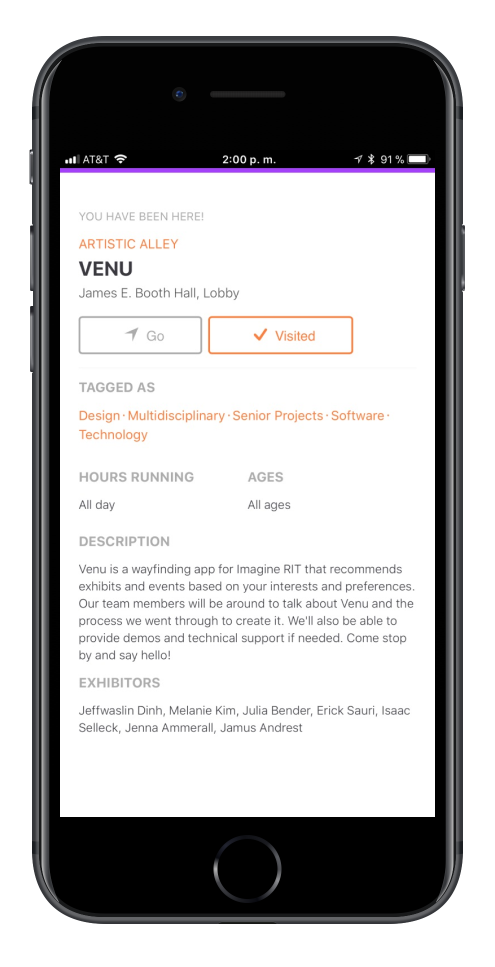 AT&T 2:00 p. m. 91 %
YOU HAVE BEEN HERE!
ARTISTIC ALLEY
VENU
James E. Booth Hall, Lobby
Go Visited
TAGGED AS
Design · Multidisciplinary · Senior Projects · Software ·
Technology
HOURS RUNNING AGES
All day All ages
DESCRIPTION
Venu is a wayfinding app for Imagine RIT that recommends
exhibits and events based on your interests and preferences.
Our team members will be around to talk about Venu and the
process we went through to create it. We'll also be able to
provide demos and technical support if needed. Come stop
by and say hello!
EXHIBITORS
Jeffwaslin Dinh, Melanie Kim, Julia Bender, Erick Sauri, Isaac
Selleck, Jenna Ammerall, Jamus Andrest